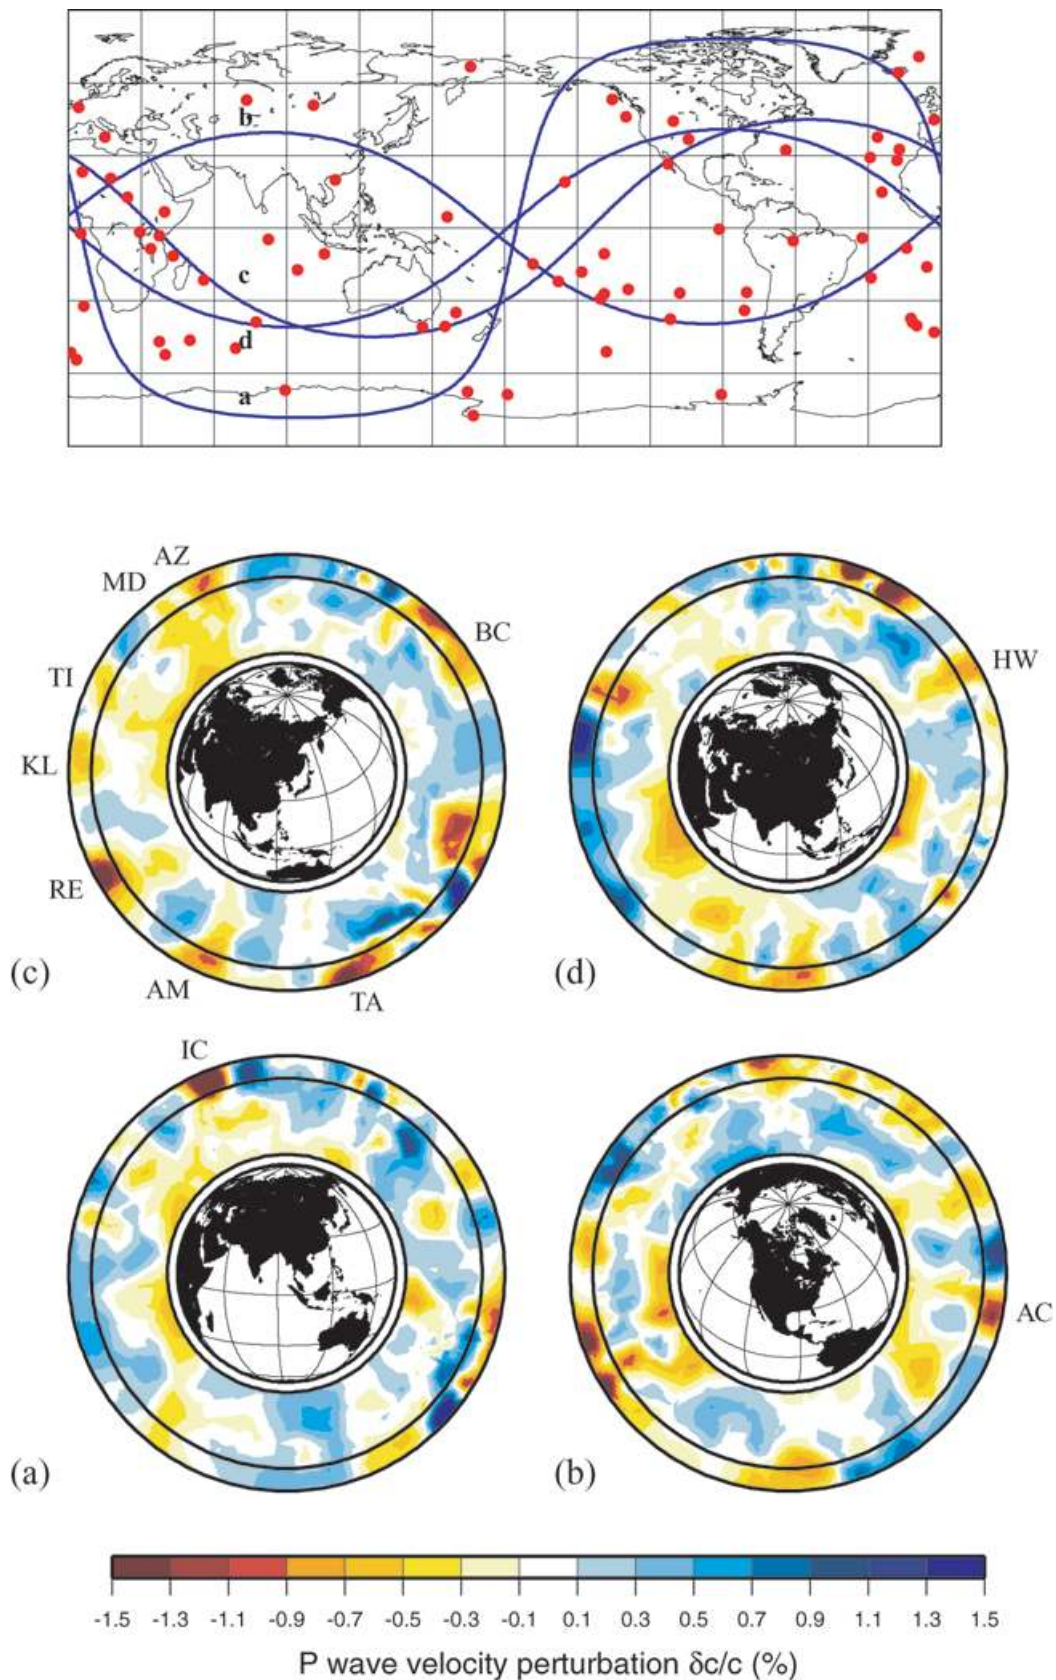 b
c
d
a
AZ
MD
BC
TI
HW
KL
RE
(c)
(d)
AM
TA
IC
AC
(a)
(b)
-1.5 -1.3 -1.1 -0.9 -0.7 -0.5 -0.3 -0.1 0.1 0.3 0.5 0.7 0.9 1.1 1.3 1.5
P wave velocity perturbation δc/c (%)